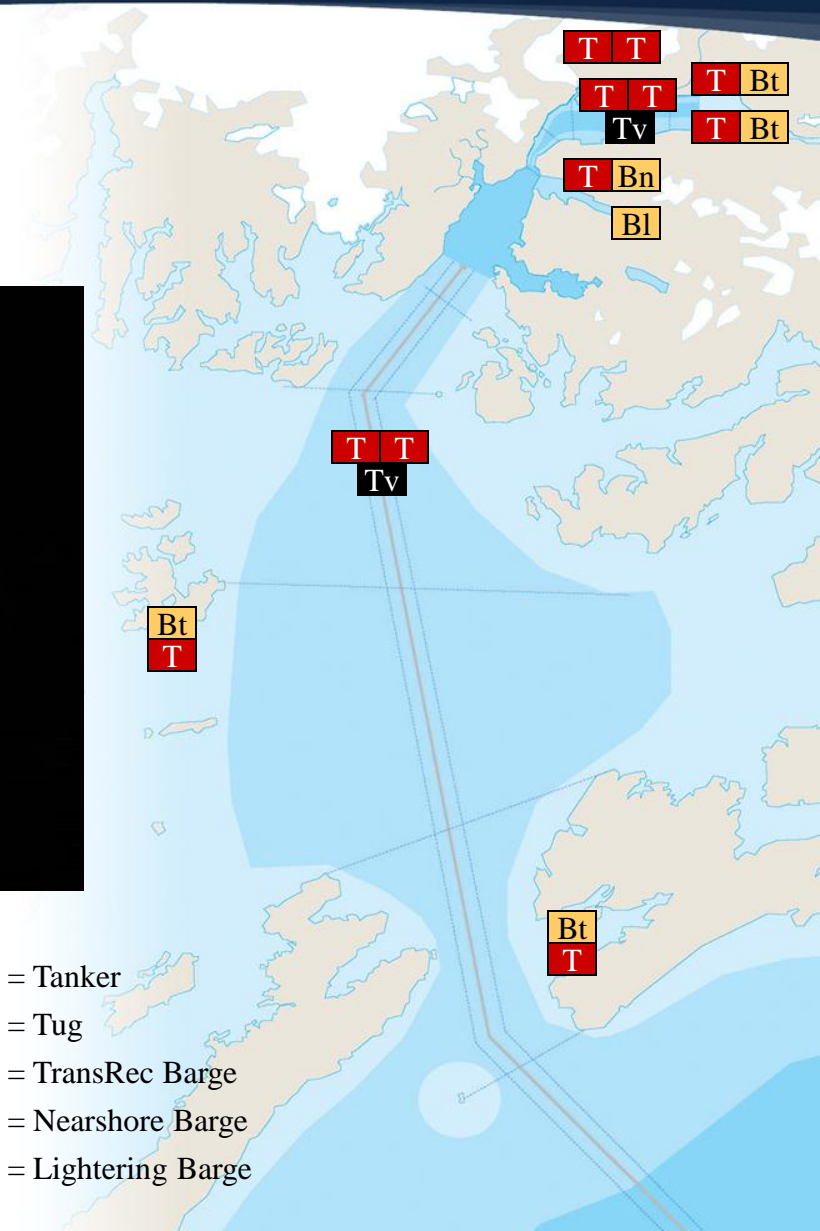 T T
T Bt
T T
Tv
T Bt
T Bn
Bl
T T
Tv
Bt
T
Bt
T
= Tanker
= Tug
= TransRec Barge
= Nearshore Barge
= Lightering Barge